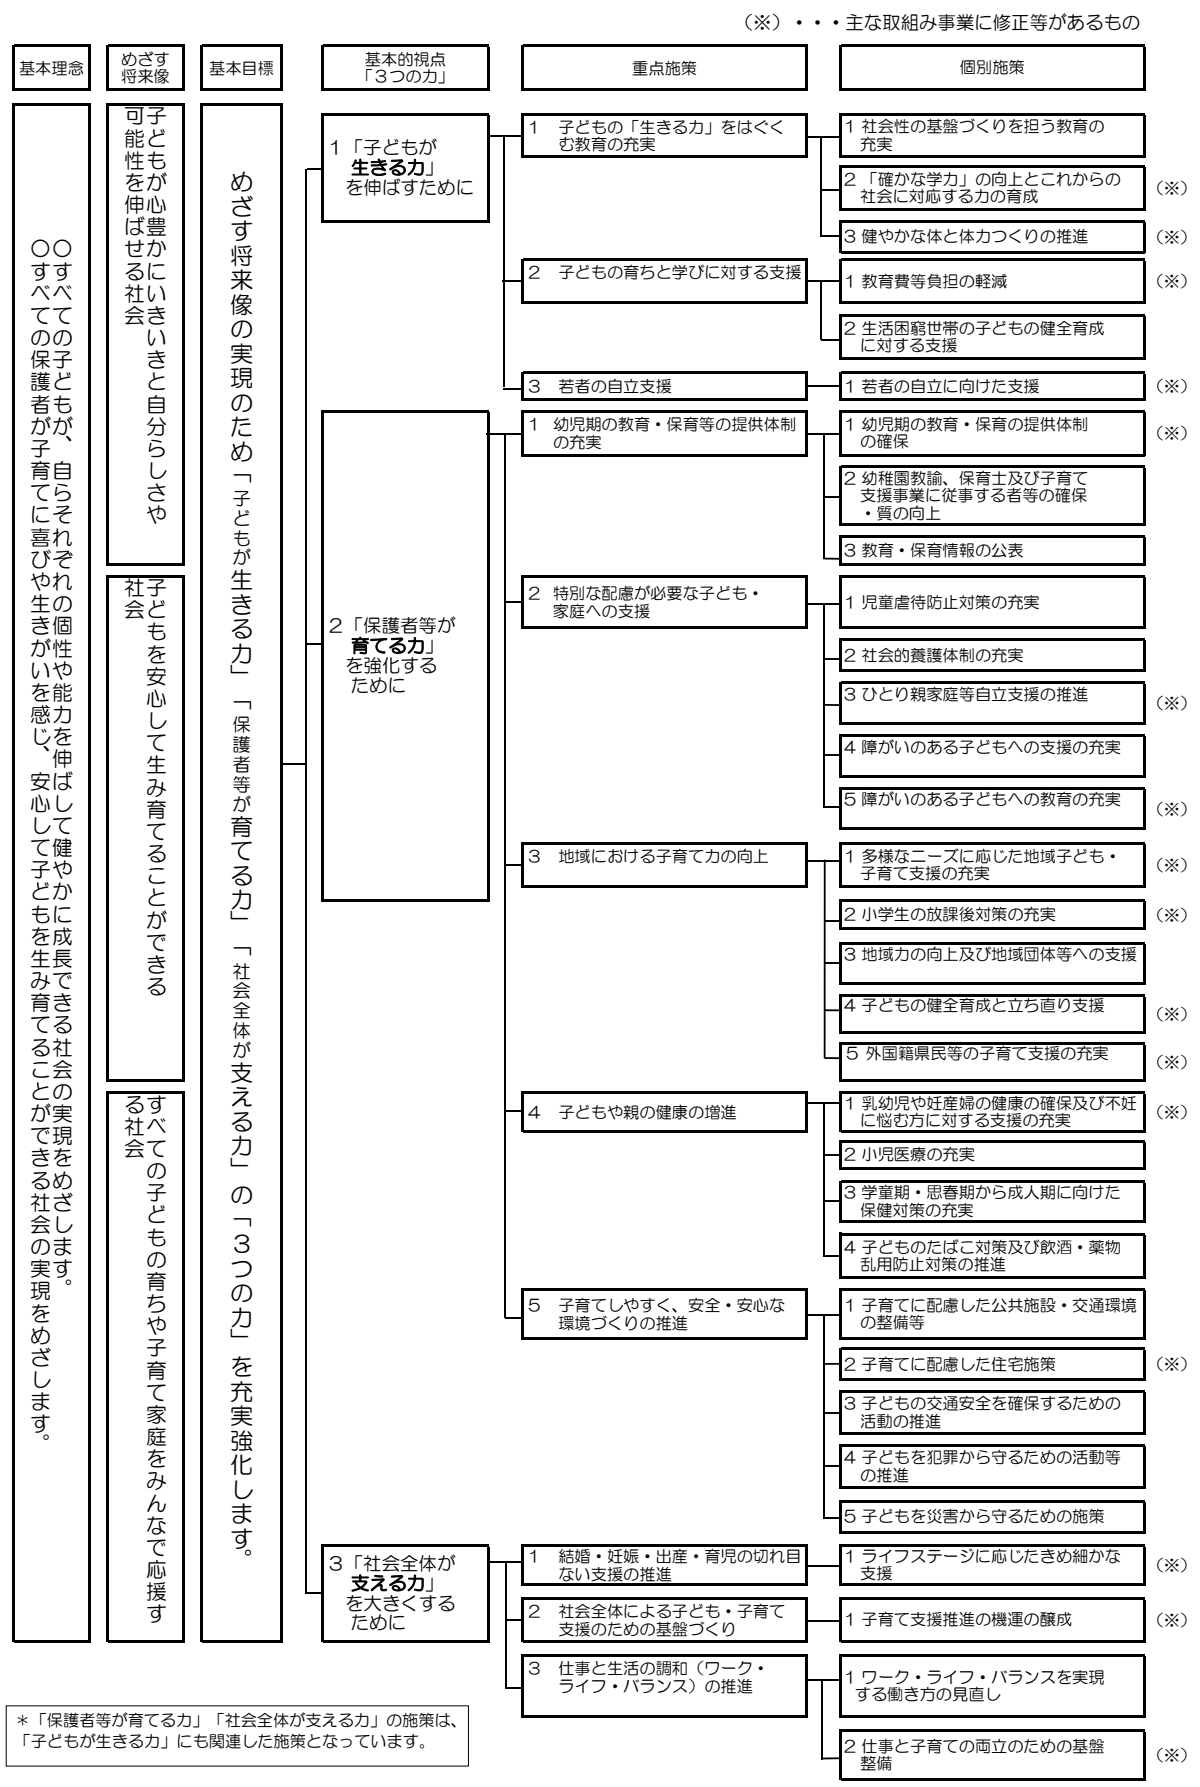 （※）・・・主な取組み事業に修正等があるもの
基本理念
めざす
将来像
基本目標
基本的視点
「３つの力」
重点施策
個別施策
○すべての子どもが、自らそれぞれの個性や能力を伸ばして健やかに成長できる社会の実現をめざします。
○すべての保護者が子育てに喜びや生きがいを感じ、安心して子どもを生み育てることができる社会の実現をめざします。
子どもが心豊かにいきいきと自分らしさや
可能性を伸ばせる社会
子どもを安心して生み育てることができる
社会
すべての子どもの育ちや子育て家庭をみんなで応援す
る社会
めざす将来像の実現のため「子どもが生きる力」「保護者等が育てる力」「社会全体が支える力」の「３つの力」を充実強化します。
１「子どもが
生きる力」
を伸ばすために
１　子どもの「生きる力」をはぐく
む教育の充実
１ 社会性の基盤づくりを担う教育の
充実
２ 「確かな学力」の向上とこれからの
社会に対応する力の育成
（※）
３ 健やかな体と体力つくりの推進
（※）
２　子どもの育ちと学びに対する支援
１ 教育費等負担の軽減
（※）
２ 生活困窮世帯の子どもの健全育成
に対する支援
３　若者の自立支援
１ 若者の自立に向けた支援
（※）
２「保護者等が
育てる力」
を強化する
ために
１　幼児期の教育・保育等の提供体制
の充実
１ 幼児期の教育・保育の提供体制
の確保
（※）
２ 幼稚園教諭、保育士及び子育て
支援事業に従事する者等の確保
・質の向上
３ 教育・保育情報の公表
２　特別な配慮が必要な子ども・
家庭への支援
１ 児童虐待防止対策の充実
２ 社会的養護体制の充実
３ ひとり親家庭等自立支援の推進
（※）
４ 障がいのある子どもへの支援の充実
５ 障がいのある子どもへの教育の充実
（※）
３　地域における子育て力の向上
１ 多様なニーズに応じた地域子ども・
子育て支援の充実
（※）
２ 小学生の放課後対策の充実
（※）
３ 地域力の向上及び地域団体等への支援
４ 子どもの健全育成と立ち直り支援
（※）
５ 外国籍県民等の子育て支援の充実
（※）
４　子どもや親の健康の増進
１ 乳幼児や妊産婦の健康の確保及び不妊
に悩む方に対する支援の充実
（※）
２ 小児医療の充実
３ 学童期・思春期から成人期に向けた
保健対策の充実
４ 子どものたばこ対策及び飲酒・薬物
乱用防止対策の推進
５　子育てしやすく、安全・安心な
環境づくりの推進
１ 子育てに配慮した公共施設・交通環境
の整備等
２ 子育てに配慮した住宅施策
（※）
３ 子どもの交通安全を確保するための
活動の推進
４ 子どもを犯罪から守るための活動等
の推進
５ 子どもを災害から守るための施策
３「社会全体が
支える力」
を大きくする
ために
１　結婚・妊娠・出産・育児の切れ目
ない支援の推進
１ ライフステージに応じたきめ細かな
支援
（※）
２　社会全体による子ども・子育て
支援のための基盤づくり
１ 子育て支援推進の機運の醸成
（※）
３　仕事と生活の調和（ワーク・
ライフ・バランス）の推進
１ ワーク・ライフ・バランスを実現
する働き方の見直し
２ 仕事と子育ての両立のための基盤
整備
（※）
＊「保護者等が育てる力」「社会全体が支える力」の施策は、
「子どもが生きる力」にも関連した施策となっています。